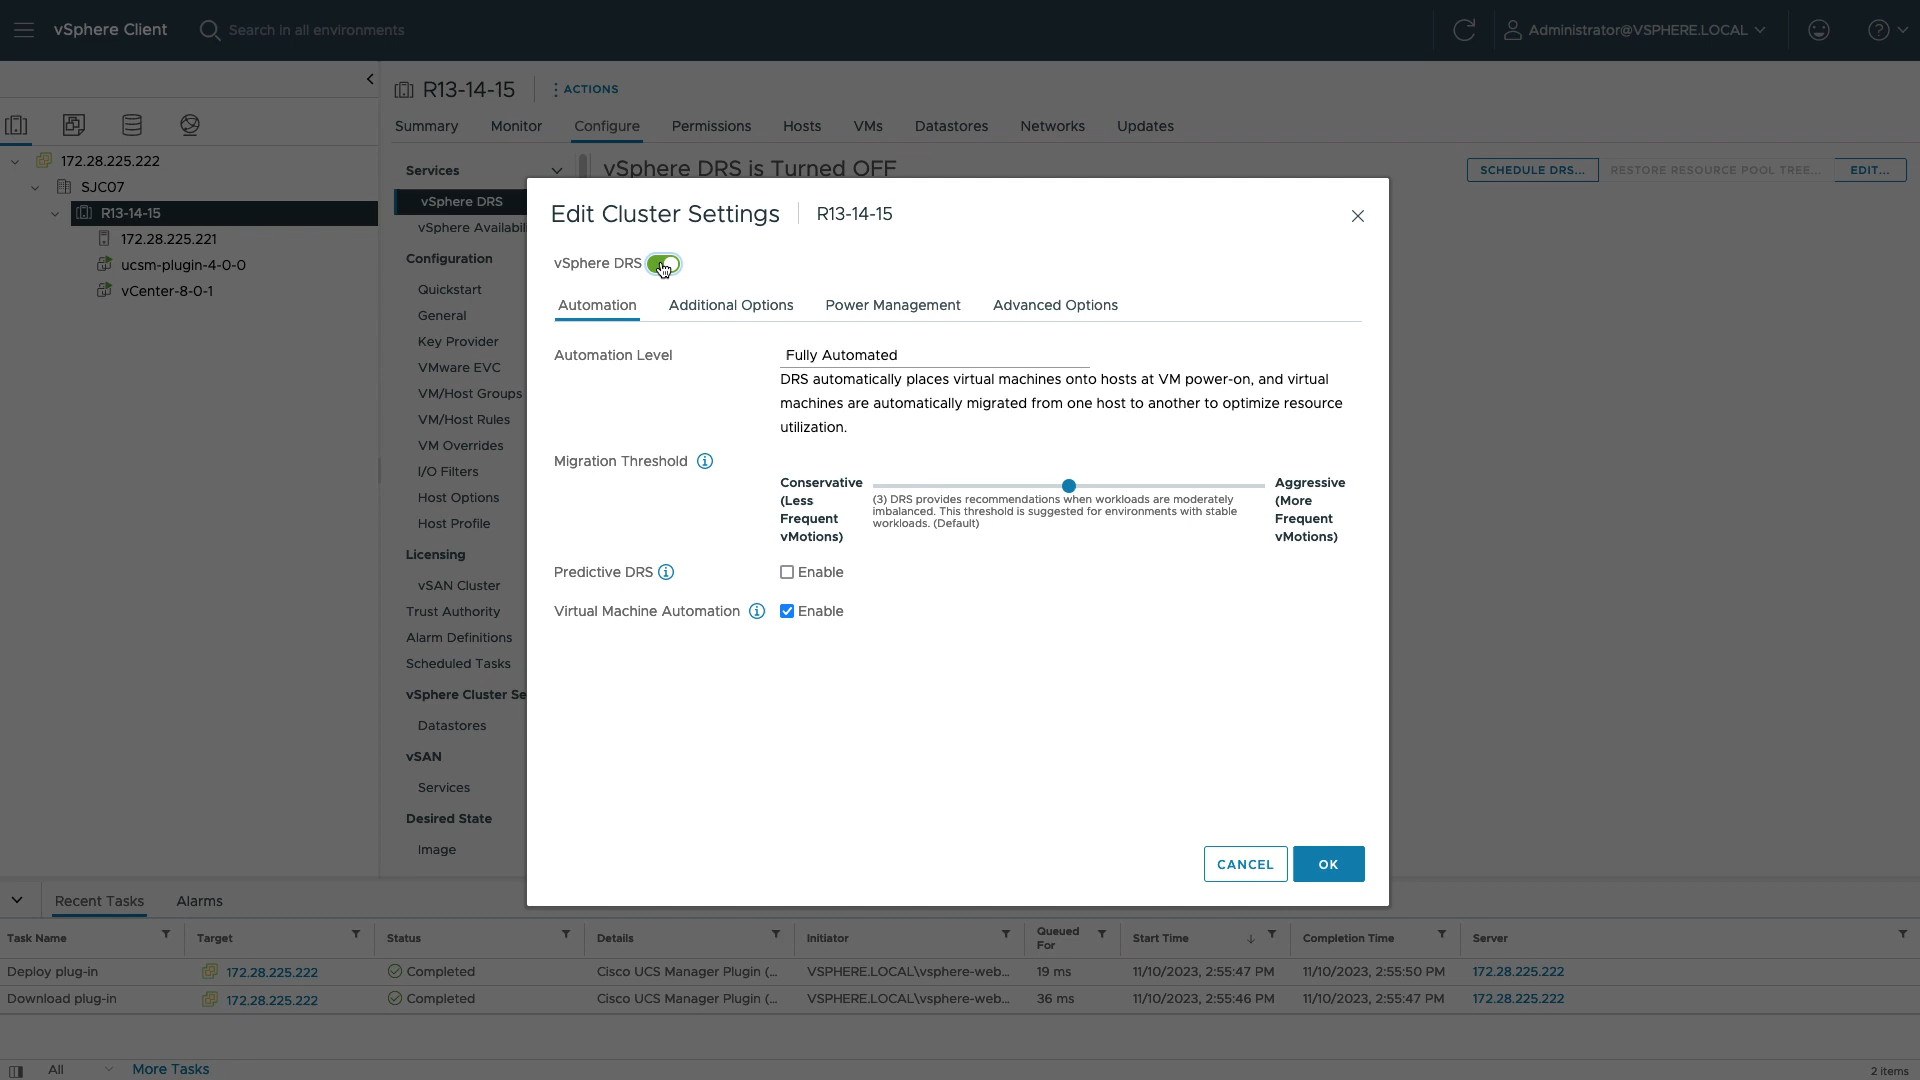 vSphere Client
Search in all environments
Administrator@VSPHERE.LOCAL
R13-14-15
ACTIONS
Summary Monitor Configure Permissions Hosts VMs Datastores Networks Updates
172.28.225.222
SJC07
R13-14-15
172.28.225.221
ucsm-plugin-4-0-0
vCenter-8-0-1
Services
vSphere DRS
vSphere Availabil
Configuration
Quickstart
General
Key Provider
VMware EVC
VM/Host Groups
VM/Host Rules
VM Overrides
I/O Filters
Host Options
Host Profile
Licensing
vSAN Cluster
Trust Authority
Alarm Definitions
Scheduled Tasks
vSphere Cluster Se
Datastores
vSAN
Services
Desired State
Image
vSphere DRS is Turned OFF
SCHEDULE DRS... RESTORE RESOURCE POOL TREE... EDIT...
Edit Cluster Settings R13-14-15
vSphere DRS
Automation Additional Options Power Management Advanced Options
Automation Level
Fully Automated
DRS automatically places virtual machines onto hosts at VM power-on, and virtual
machines are automatically migrated from one host to another to optimize resource
utilization.
Migration Threshold
Conservative
(Less
Frequent
vMotions)
(3) DRS provides recommendations when workloads are moderately
imbalanced. This threshold is suggested for environments with stable
workloads. (Default)
Aggressive
(More
Frequent
vMotions)
Predictive DRS Enable
Virtual Machine Automation Enable
CANCEL OK
Recent Tasks Alarms
Task Name Target Status Details Initiator Queued For Start Time Completion Time Server
Deploy plug-in 172.28.225.222 Completed Cisco UCS Manager Plugin (... VSPHERE.LOCAL\vsphere-web... 19 ms 11/10/2023, 2:55:47 PM 11/10/2023, 2:55:50 PM 172.28.225.222
Download plug-in 172.28.225.222 Completed Cisco UCS Manager Plugin (... VSPHERE.LOCAL\vsphere-web... 36 ms 11/10/2023, 2:55:46 PM 11/10/2023, 2:55:47 PM 172.28.225.222
All More Tasks 2 items